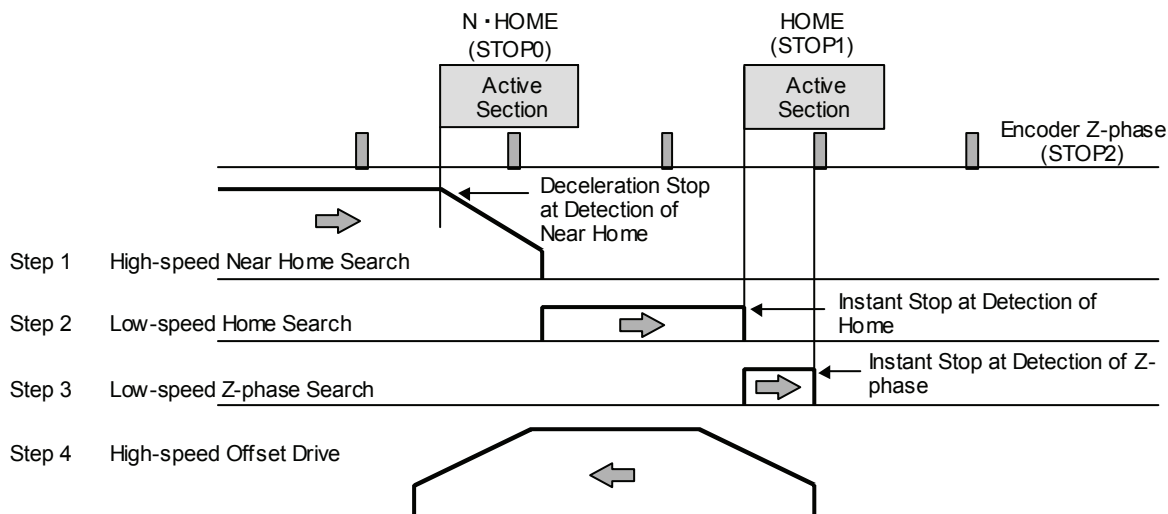 N・HOME
(STOP0)
HOME
(STOP1)
Active
Section
Active
Section
Encoder Z-phase
(STOP2)
Deceleration Stop
at Detection of
Near Home
Step 1 High-speed Near Home Search
Instant Stop at Detection of
Home
Step 2 Low-speed Home Search
Instant Stop at Detection of Z-
phase
Step 3 Low-speed Z-phase Search
Step 4 High-speed Offset Drive